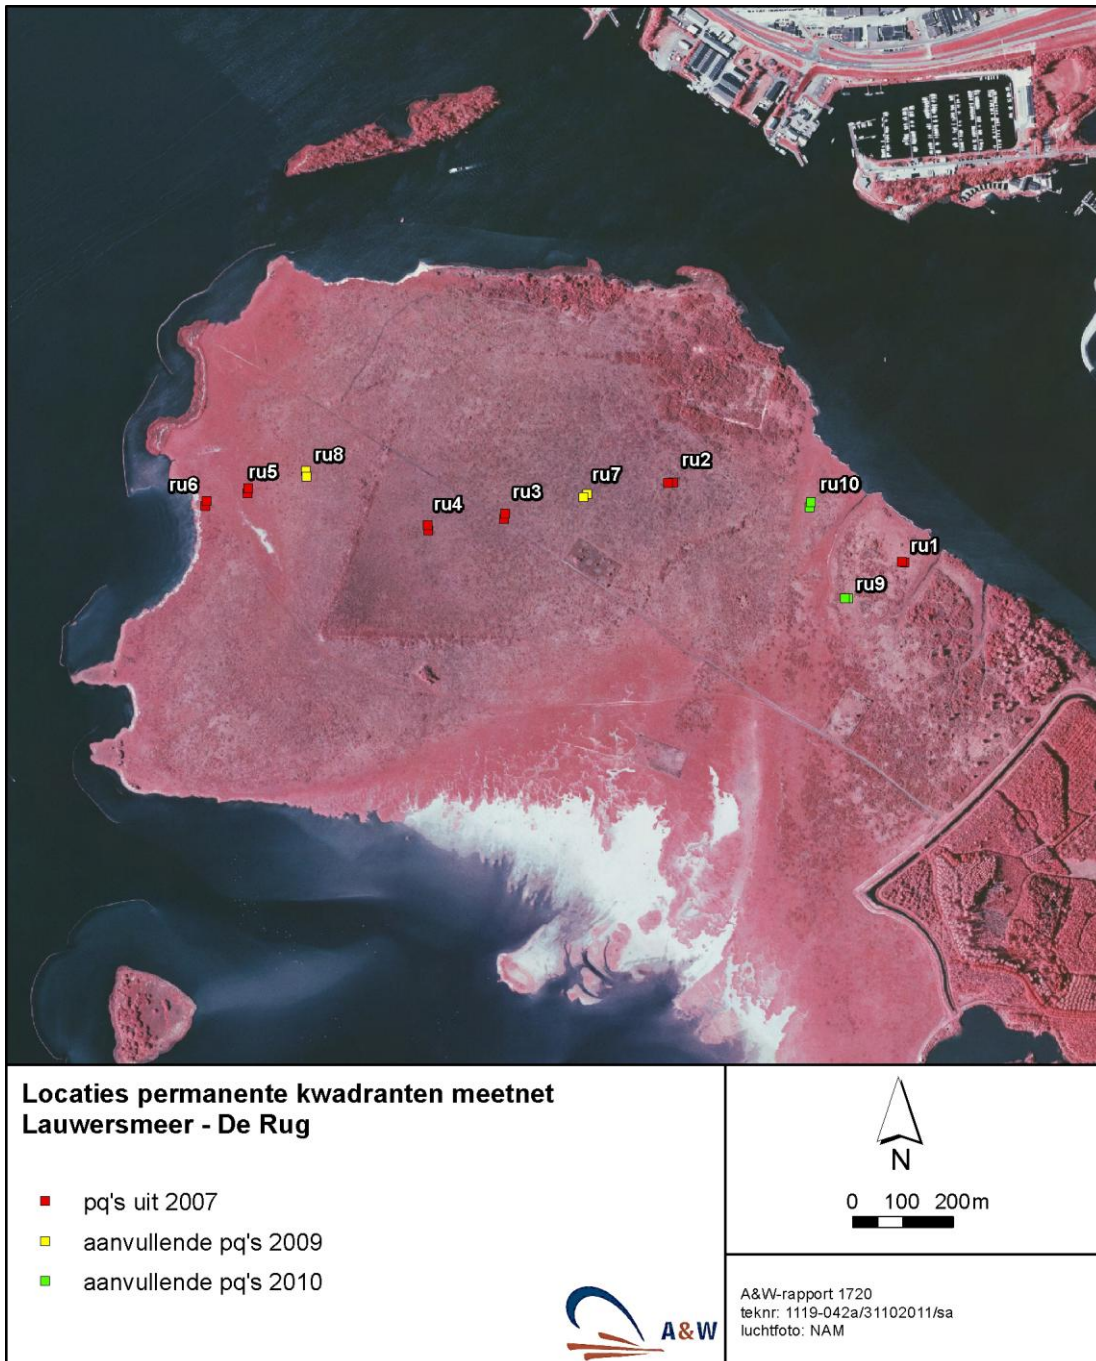 ru8
ru5
ru6
ru7
ru2
ru3
ru4
ru10
ru1
ru9
Locaties permanente kwadranten meetnet
Lauwersmeer - De Rug
pq's uit 2007
aanvullende pq's 2009
aanvullende pq's 2010
A&W
N
0 100 200m
A&W-rapport 1720
teknr: 1119-042a/31102011/sa
luchtfoto: NAM